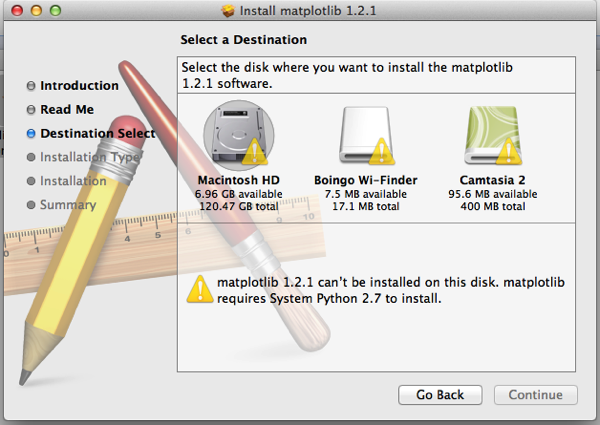 Install matplotlib 1.2.1
Select a Destination
Introduction
Read Me
Destination Select
Installation Type
Installation
Summary
Select the disk where you want to install the matplotlib
1.2.1 software.
Macintosh HD
6.96 GB available
120.47 GB total
Boingo Wi-Finder
7.5 MB available
17.1 MB total
Camtasia 2
95.6 MB available
400 MB total
matplotlib 1.2.1 can't be installed on this disk. matplotlib
requires System Python 2.7 to install.
Go Back
Continue